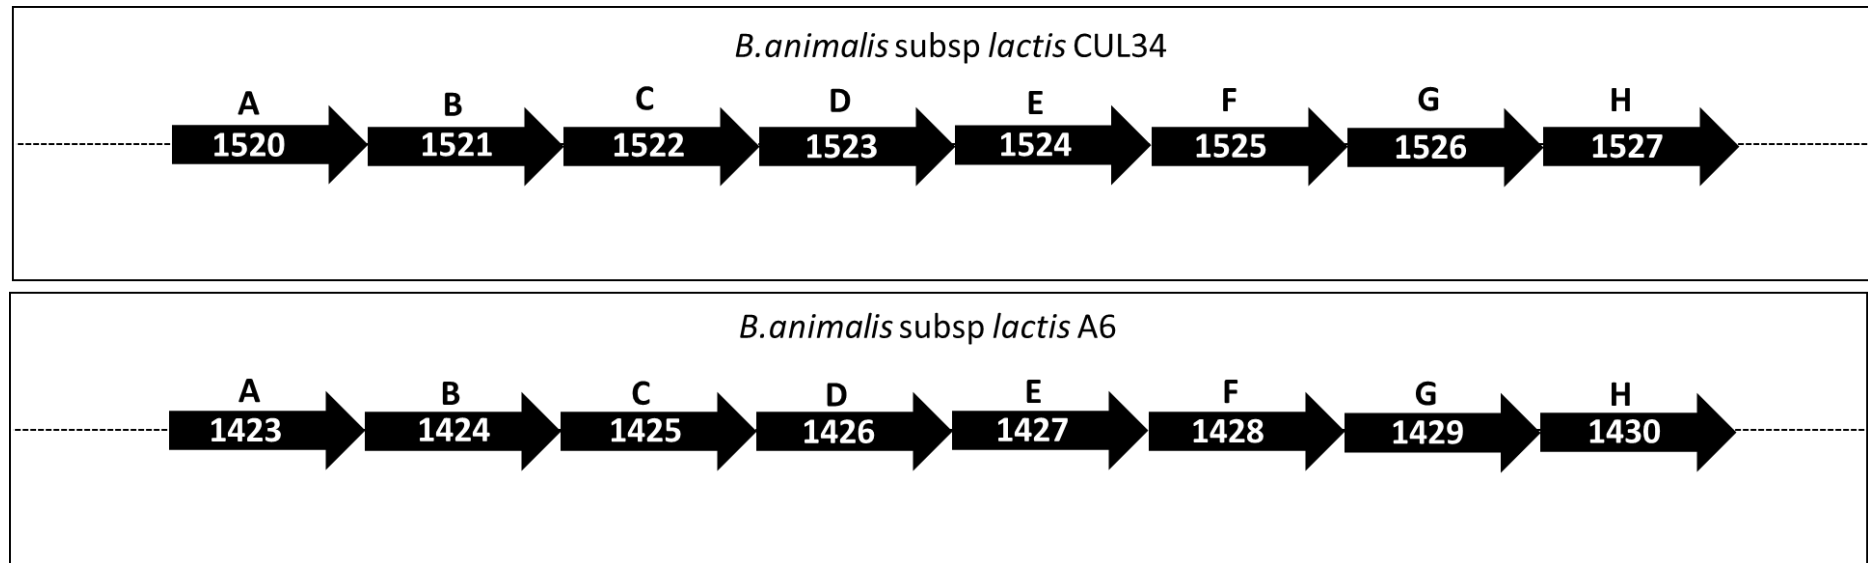 B.animalis subsp lactis CUL34
A B C D E F G H
1520 1521 1522 1523 1524 1525 1526 1527
B.animalis subsp lactis A6
A B C D E F G H
1423 1424 1425 1426 1427 1428 1429 1430